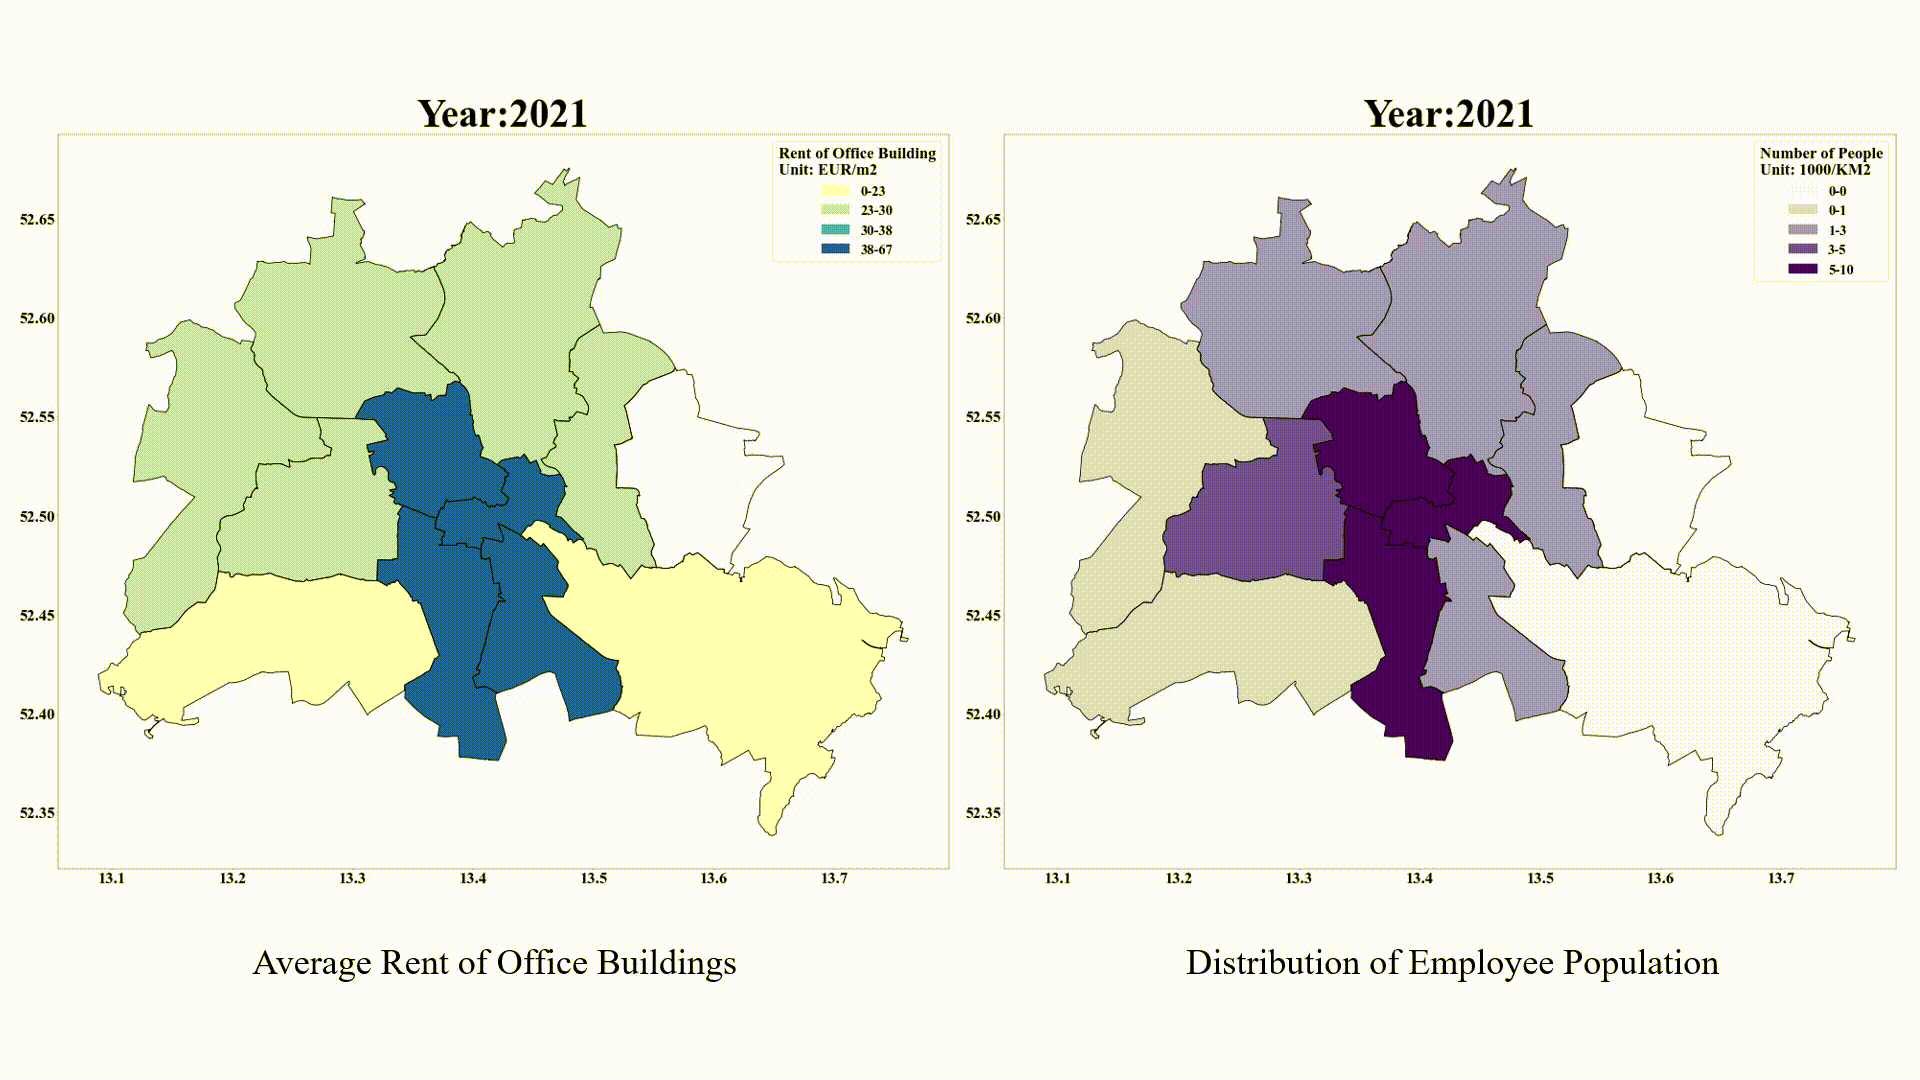 Year:2021
Rent of Office Building
Unit: EUR/m2
0-23
23-30
30-38
38-67
52.65
52.60
52.55
52.50
52.45
52.40
52.35
13.1 13.2 13.3 13.4 13.5 13.6 13.7
Average Rent of Office Buildings
Year:2021
Number of People
Unit: 1000/KM2
0-0
0-1
1-3
3-5
5-10
52.65
52.60
52.55
52.50
52.45
52.40
52.35
13.1 13.2 13.3 13.4 13.5 13.6 13.7
Distribution of Employee Population